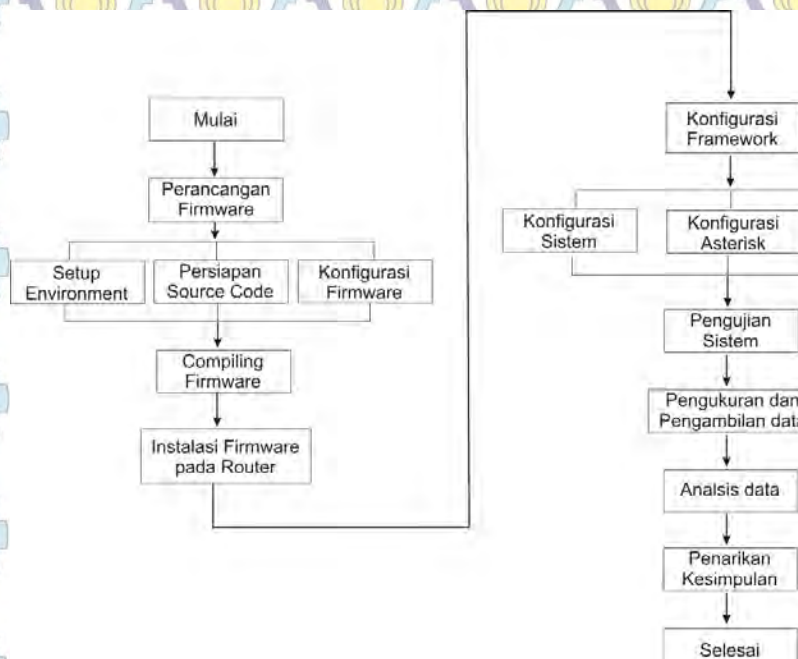 Mulai
Perancangan
Firmware
Setup
Environment
Persiapan
Source Code
Konfigurasi
Firmware
Compiling
Firmware
Instalasi Firmware
pada Router
Konfigurasi
Framework
Konfigurasi
Sistem
Konfigurasi
Asterisk
Pengujian
Sistem
Pengukuran dan
Pengambilan data
Analsis data
Penarikan
Kesimpulan
Selesai